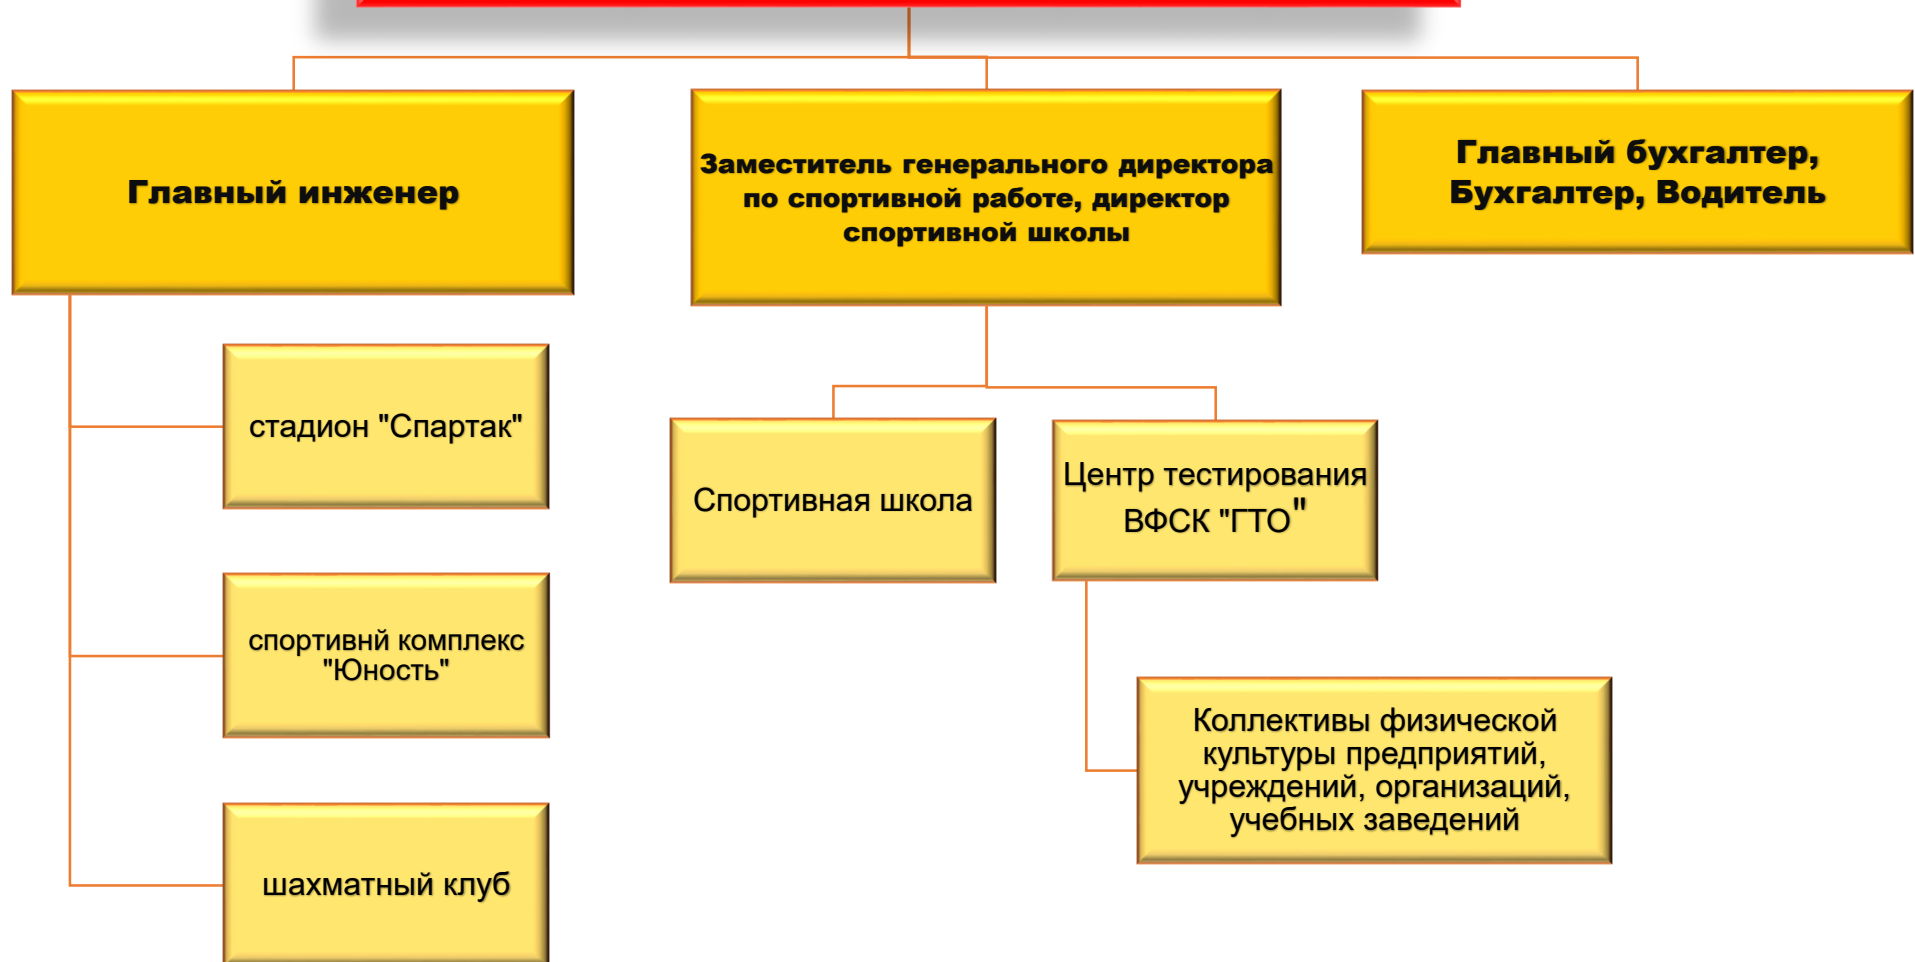 Главный инженер
Заместитель генерального директора
по спортивной работе, директор
спортивной школы
Главный бухгалтер,
Бухгалтер, Водитель
стадион "Спартак"
спортивнй комплекс
"Юность"
шахматный клуб
Спортивная школа
Центр тестирования
ВФСК "ГТО"
Коллективы физической
культуры предприятий,
учреждений, организаций,
учебных заведений